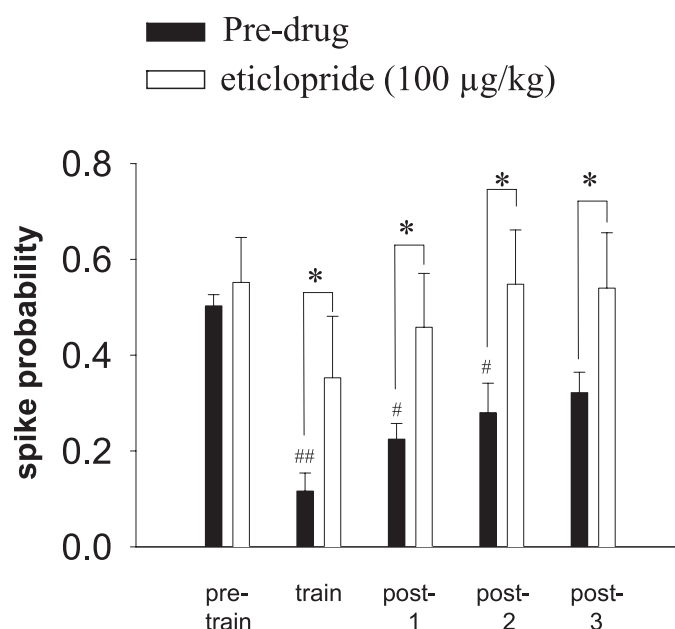 Pre-drug
eticlopride (100 µg/kg)
spike probability
0.8
0.6
0.4
0.2
0.0
*
*
*
*
##
#
#
pre-
train
train
post-
1
post-
2
post-
3